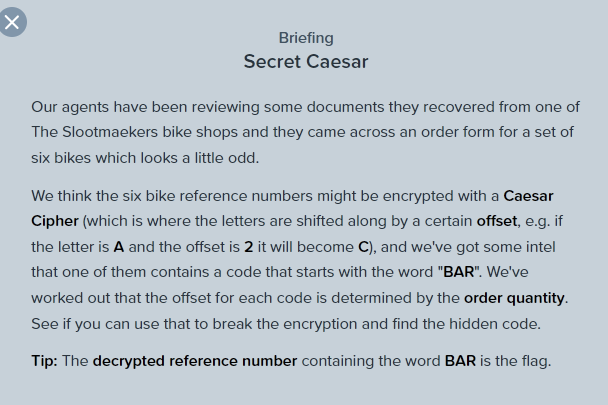 Briefing
Secret Caesar
Our agents have been reviewing some documents they recovered from one of
The Slootmaekers bike shops and they came across an order form for a set of
six bikes which looks a little odd.
We think the six bike reference numbers might be encrypted with a Caesar
Cipher (which is where the letters are shifted along by a certain offset, e.g. if
the letter is A and the offset is 2 it will become C), and we've got some intel
that one of them contains a code that starts with the word "BAR". We've
worked out that the offset for each code is determined by the order quantity.
See if you can use that to break the encryption and find the hidden code.
Tip: The decrypted reference number containing the word BAR is the flag.